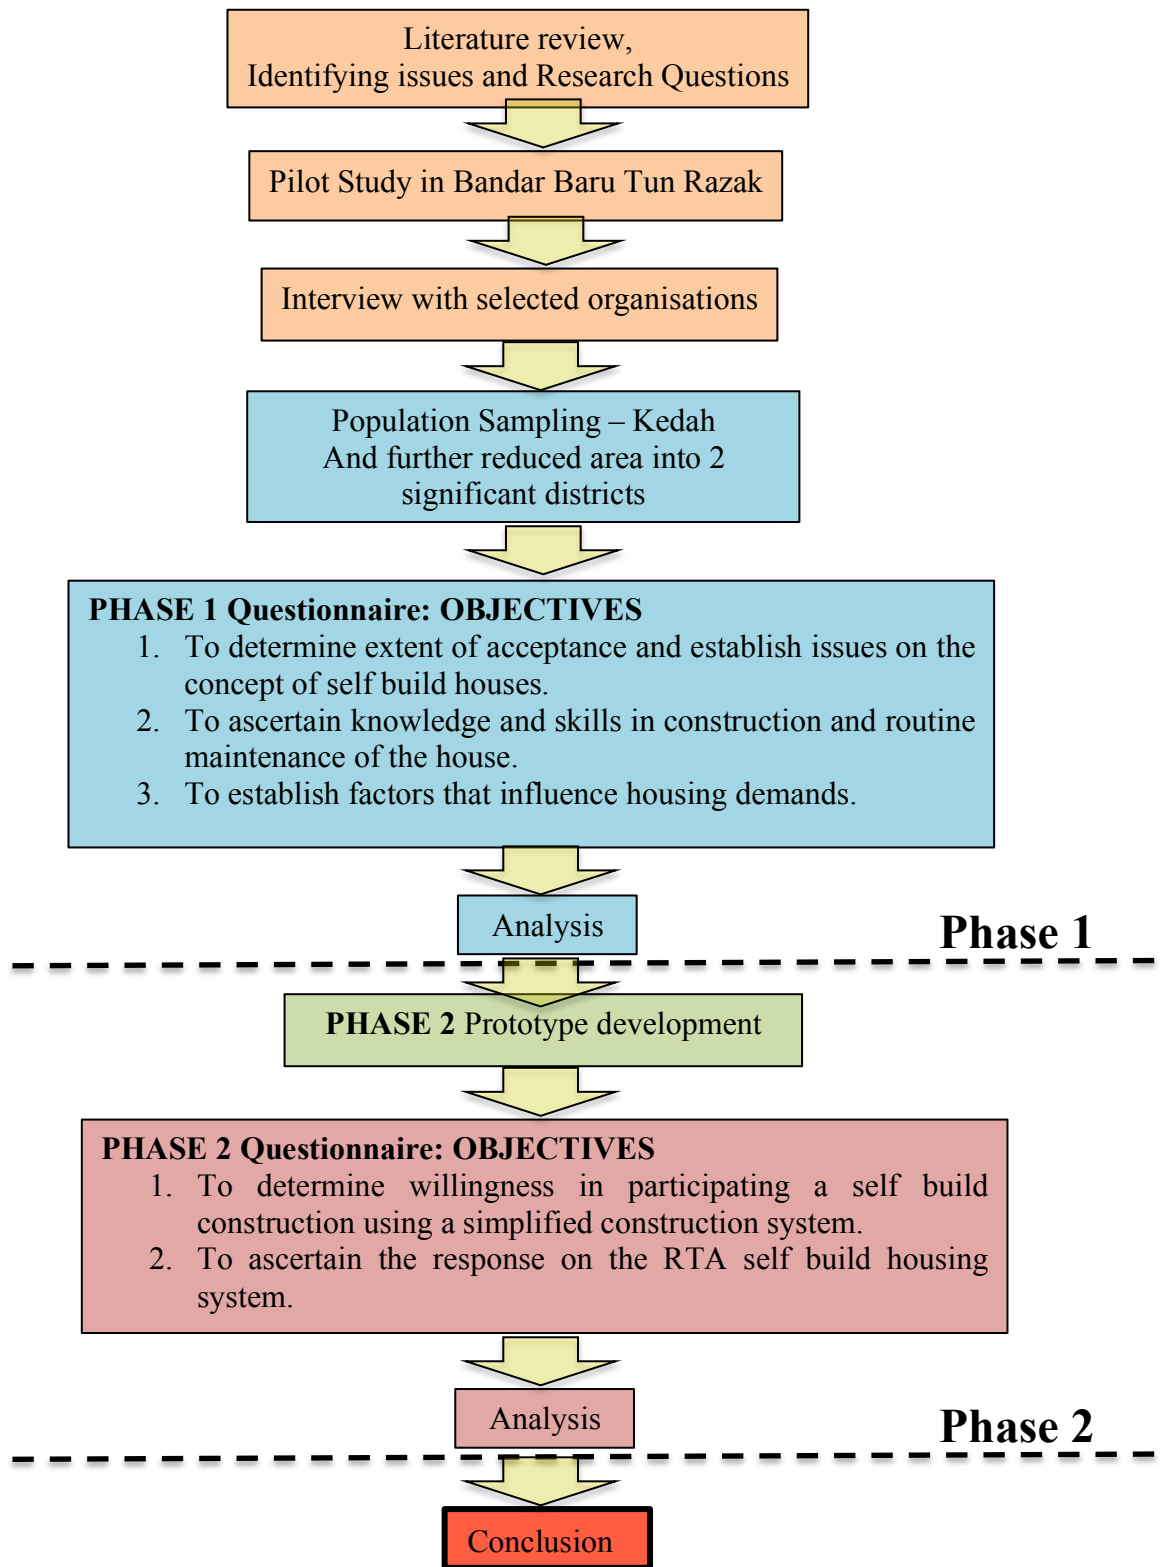 Literature review,
Identifying issues and Research Questions
Pilot Study in Bandar Baru Tun Razak
Interview with selected organisations
Population Sampling – Kedah
And further reduced area into 2
significant districts
PHASE 1 Questionnaire: OBJECTIVES
1. To determine extent of acceptance and establish issues on the
concept of self build houses.
2. To ascertain knowledge and skills in construction and routine
maintenance of the house.
3. To establish factors that influence housing demands.
Analysis
Phase 1
PHASE 2 Prototype development
PHASE 2 Questionnaire: OBJECTIVES
1. To determine willingness in participating a self build
construction using a simplified construction system.
2. To ascertain the response on the RTA self build housing
system.
Analysis
Phase 2
Conclusion